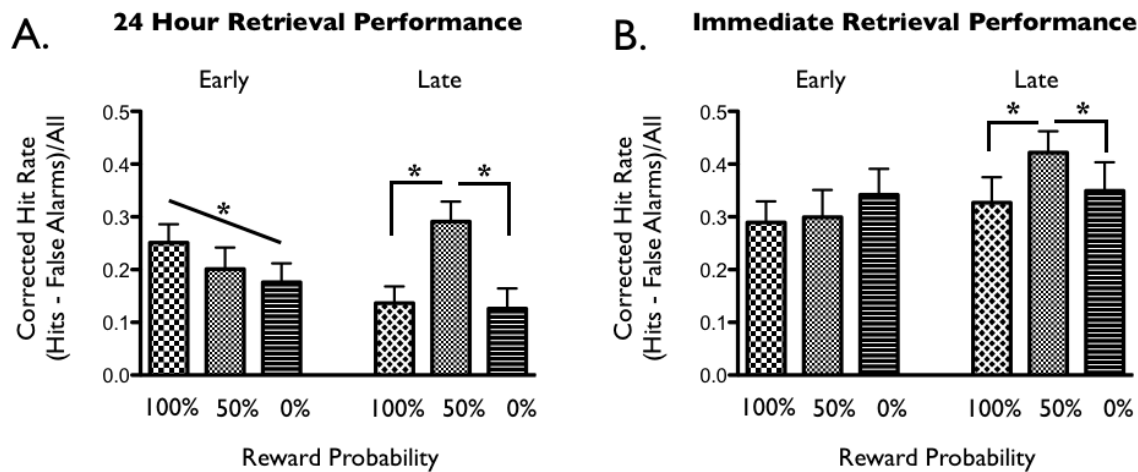 A.
24 Hour Retrieval Performance
Early
Late
Corrected Hit Rate
(Hits - False Alarms)/All
0.5
0.4
0.3
0.2
0.1
0.0
*
*
*
100%
50%
0%
100%
50%
0%
Reward Probability
B.
Immediate Retrieval Performance
Early
Late
Corrected Hit Rate
(Hits - False Alarms)/All
0.5
0.4
0.3
0.2
0.1
0.0
*
*
100%
50%
0%
100%
50%
0%
Reward Probability